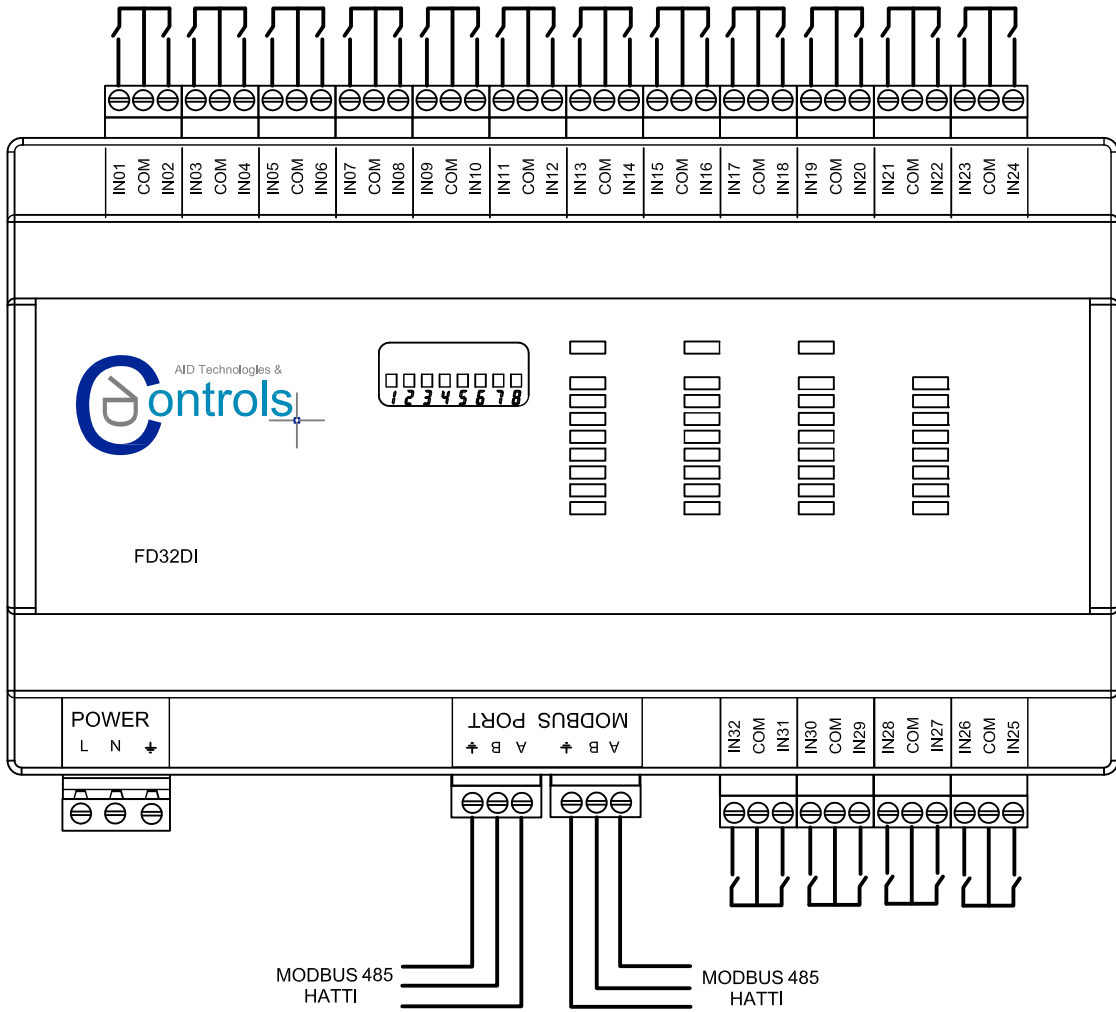 IN01 COM IN02 IN03 COM IN04 IN05 COM IN06 IN07 COM IN08 IN09 COM IN10 IN11 COM IN12 IN13 COM IN14 IN15 COM IN16 IN17 COM IN18 IN19 COM IN20 IN21 COM IN22 IN23 COM IN24
AID Technologies &
Controls
1 2 3 4 5 6 7 8
FD32DI
POWER
L N
MODBUS PORT
A B A B
IN32 COM IN31 IN30 COM IN29 IN28 COM IN27 IN26 COM IN25
MODBUS 485
HATTI
MODBUS 485
HATTI